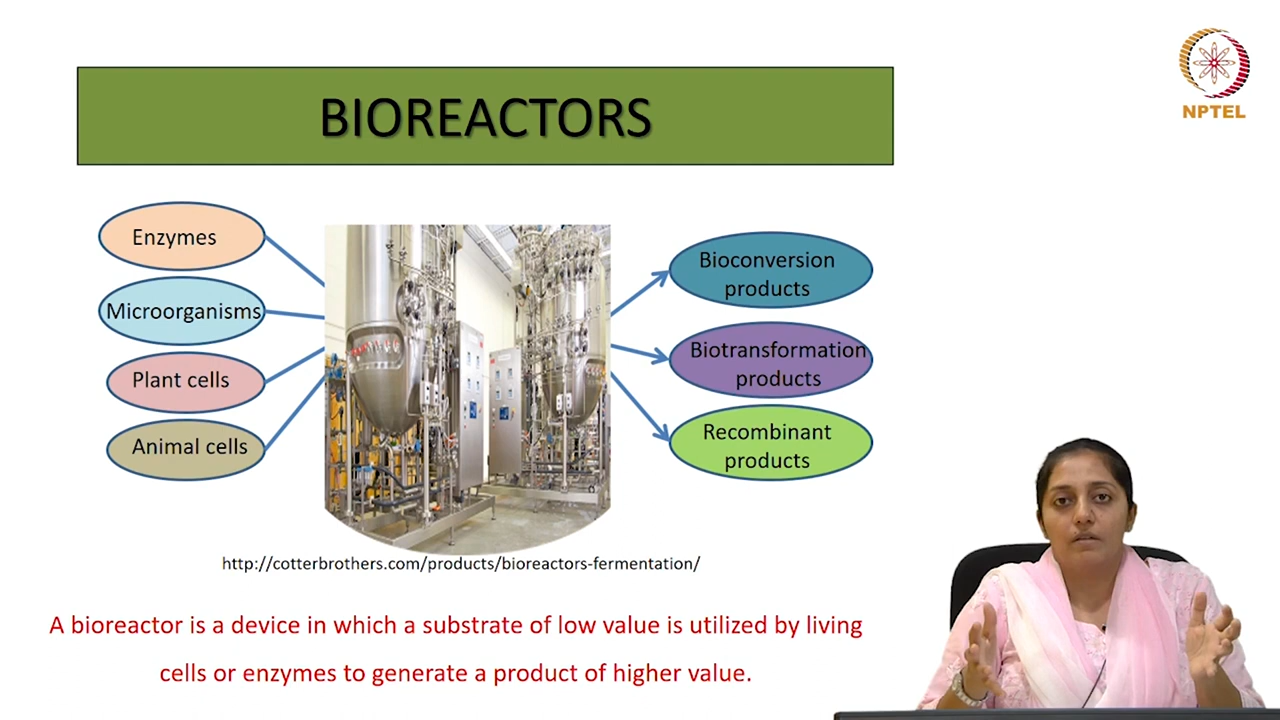 BIOREACTORS
NPTEL
Enzymes
Microorganisms
Plant cells
Animal cells
Bioconversion
products
Biotransformation
products
Recombinant
products
http://cotterbrothers.com/products/bioreactors-fermentation/
A bioreactor is a device in which a substrate of low value is utilized by living
cells or enzymes to generate a product of higher value.